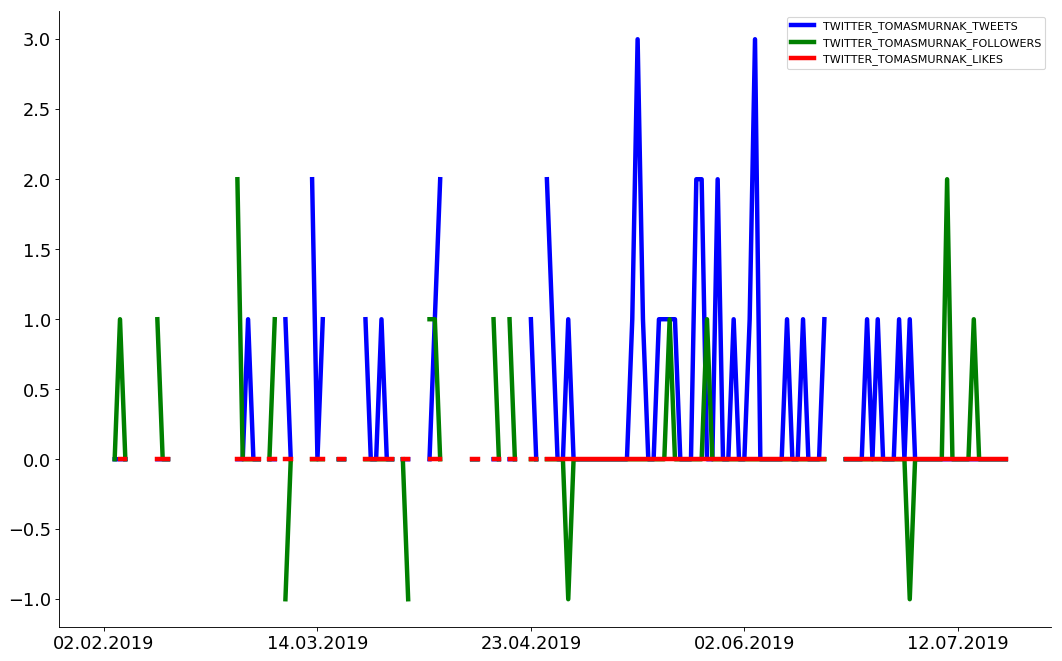 TWITTER_TOMASMURNAK_TWEETS
TWITTER_TOMASMURNAK_FOLLOWERS
TWITTER_TOMASMURNAK_LIKES
3.0
2.5
2.0
1.5
1.0
0.5
0.0
−0.5
−1.0
02.02.2019 14.03.2019 23.04.2019 02.06.2019 12.07.2019